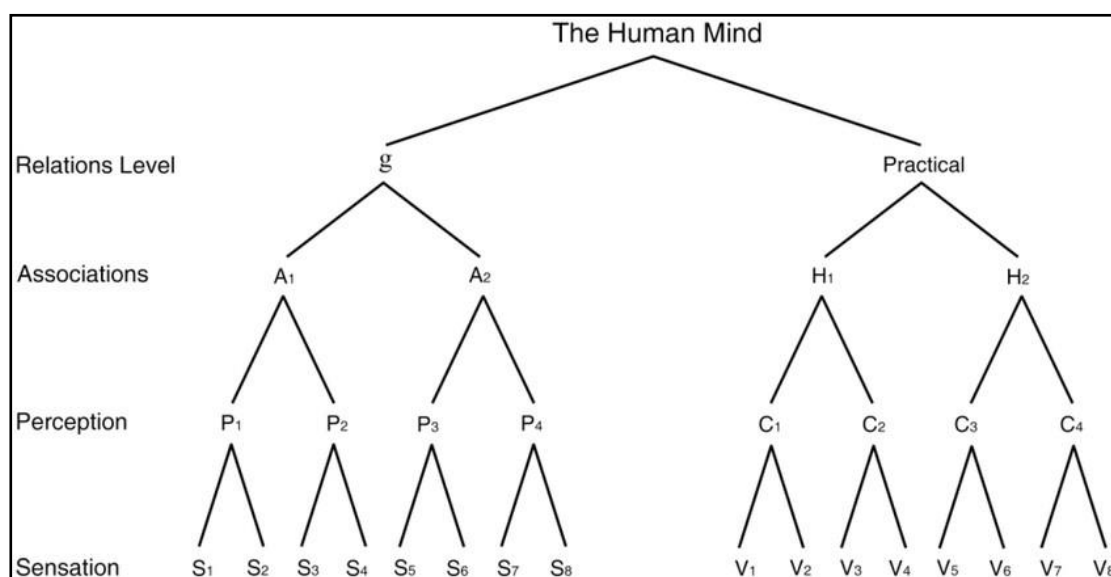 The Human Mind
Relations Level g Practical
Associations A1 A2 H1 H2
Perception P1 P2 P3 P4 C1 C2 C3 C4
Sensation S1 S2 S3 S4 S5 S6 S7 S8 V1 V2 V3 V4 V5 V6 V7 V8